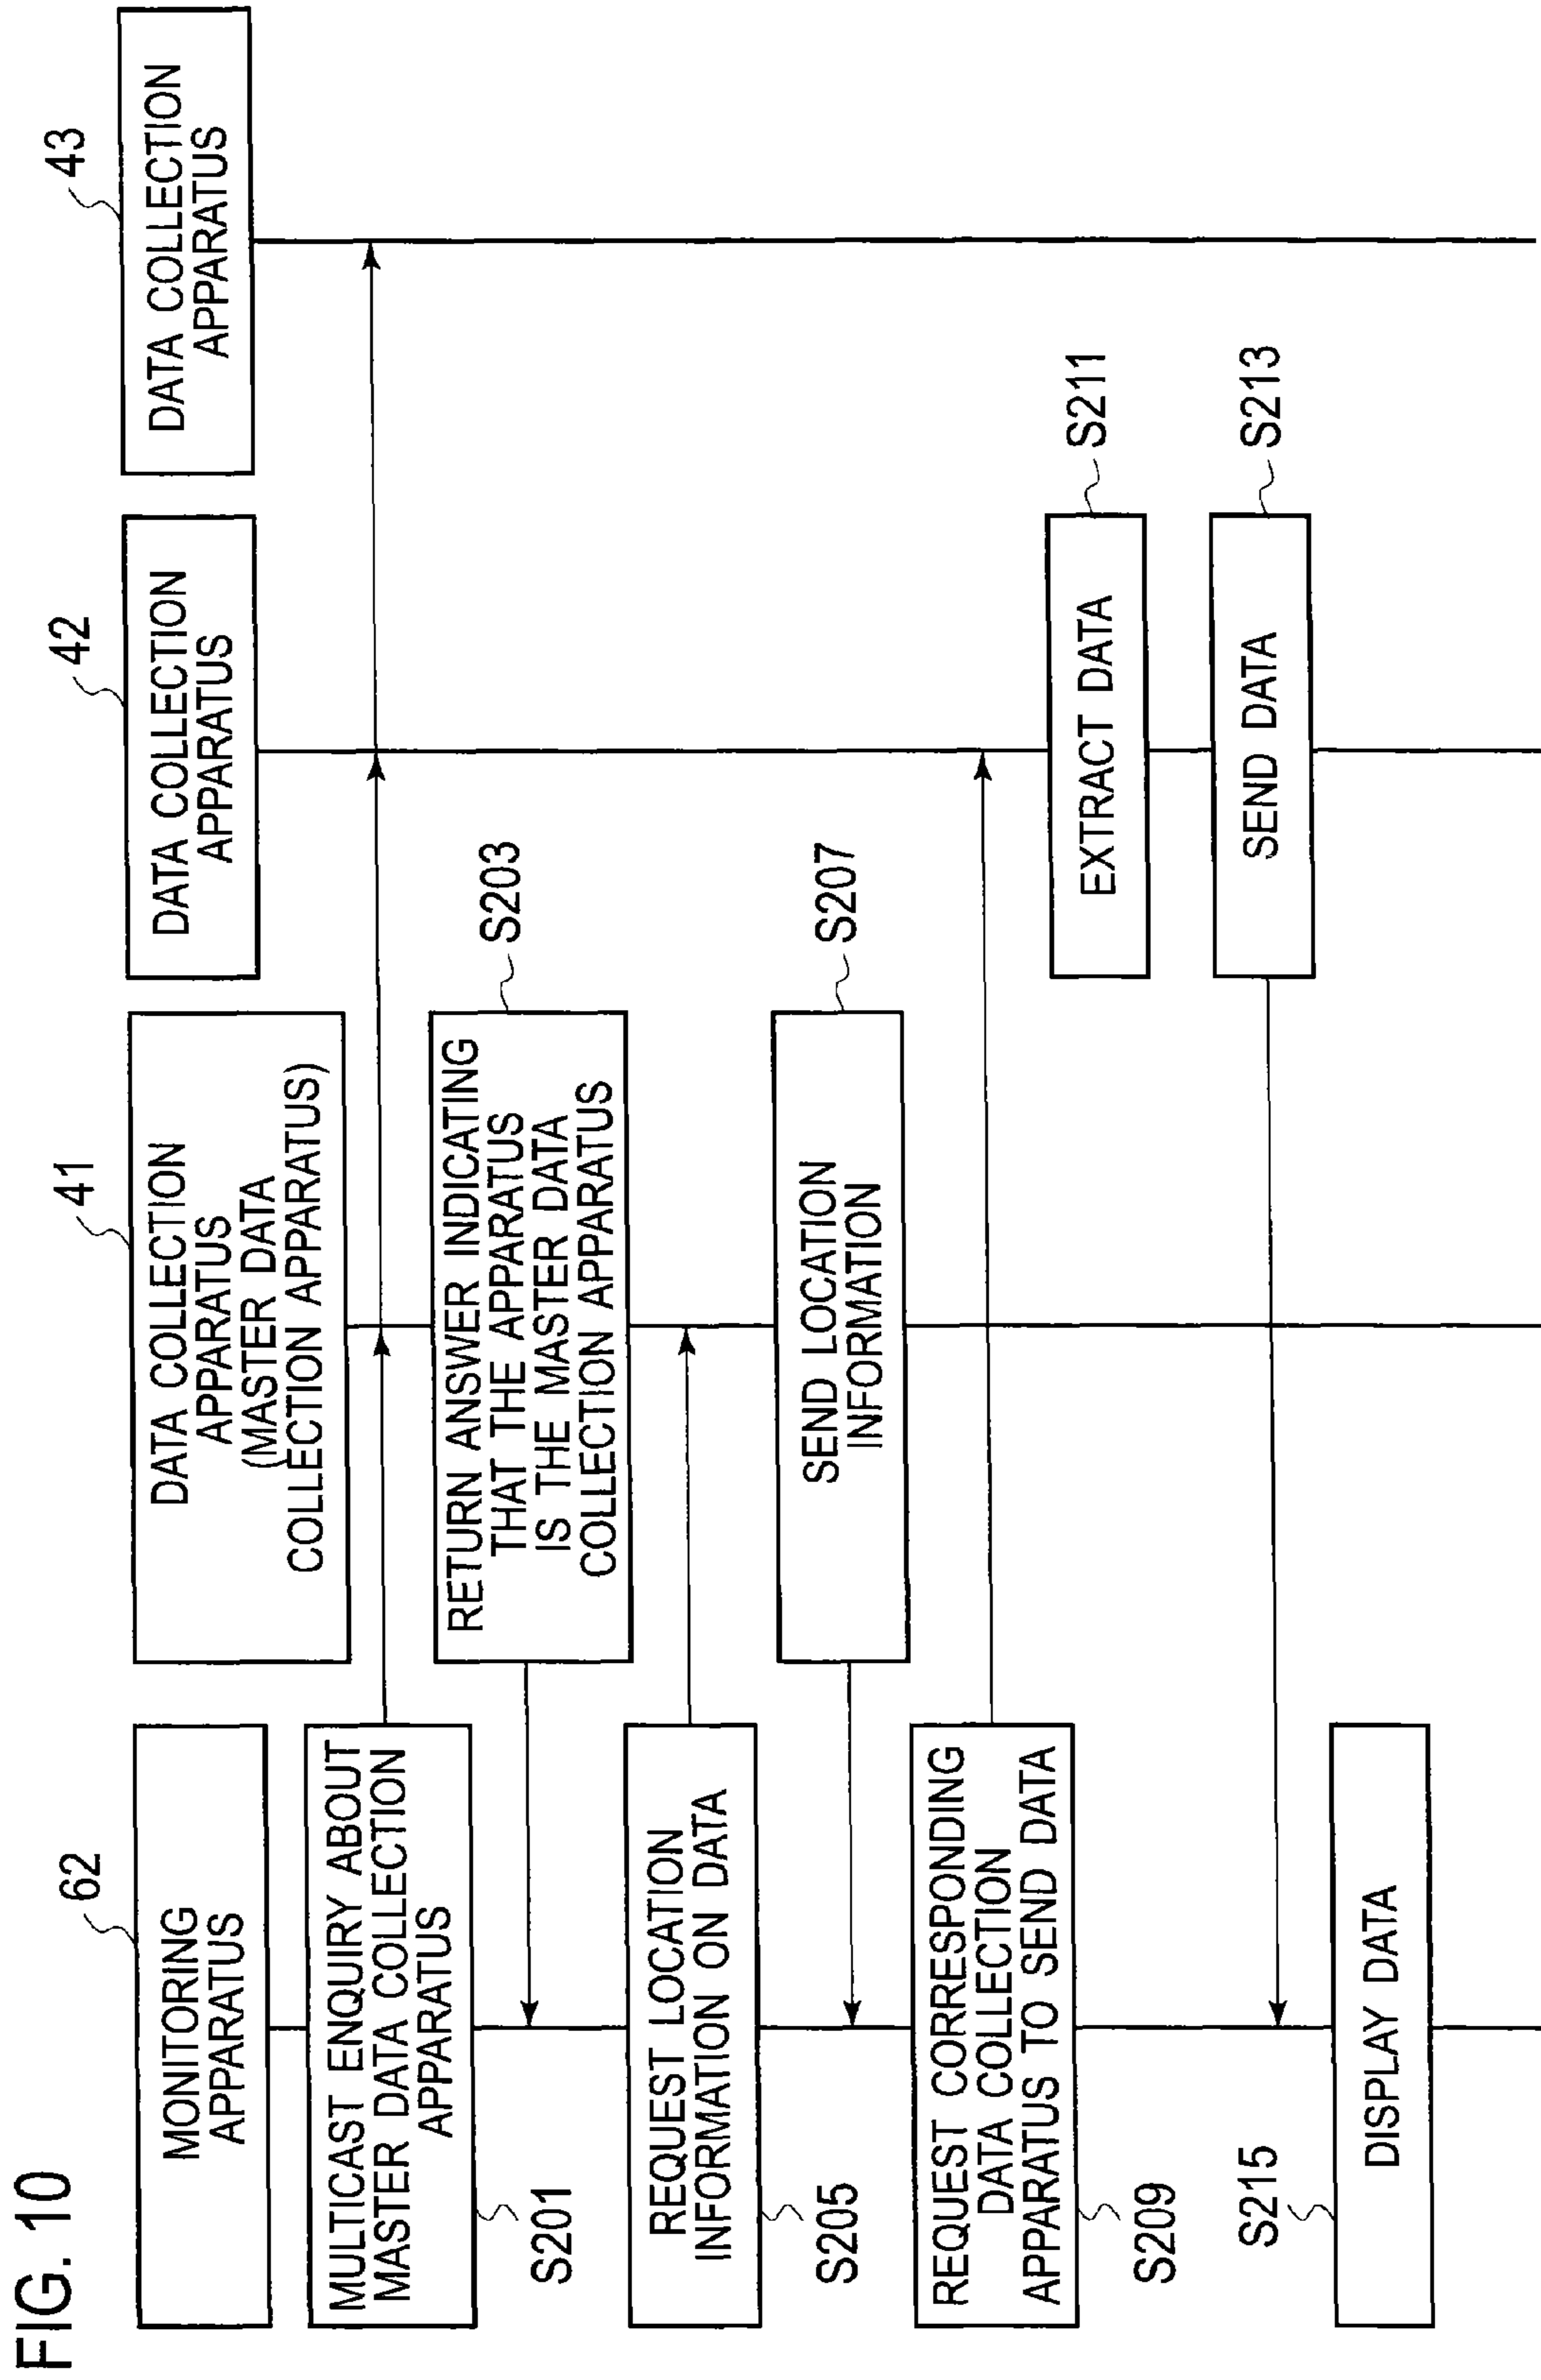 FIG. 10
62
MONITORING
APPARATUS
41
DATA COLLECTION
APPARATUS
(MASTER DATA
COLLECTION APPARATUS)
42
DATA COLLECTION
APPARATUS
43
DATA COLLECTION
APPARATUS
MULTICAST ENQUIRY ABOUT
MASTER DATA COLLECTION
APPARATUS
S201
RETURN ANSWER INDICATING
THAT THE APPARATUS
IS THE MASTER DATA
COLLECTION APPARATUS
S203
REQUEST LOCATION
INFORMATION ON DATA
S205
SEND LOCATION
INFORMATION
S207
REQUEST CORRESPONDING
DATA COLLECTION
APPARATUS TO SEND DATA
S209
EXTRACT DATA
S211
SEND DATA
S213
S215
DISPLAY DATA